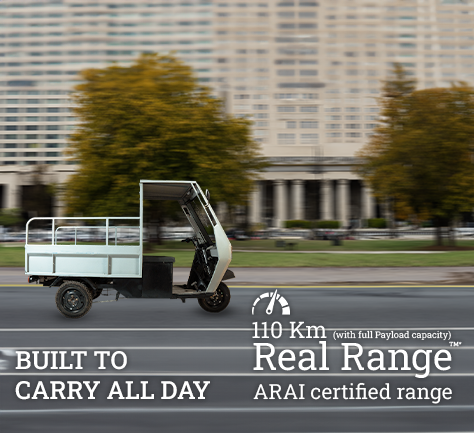 BUILT TO
CARRY ALL DAY
110 Km (with full Payload capacity)
Real Range™*
ARAI certified range